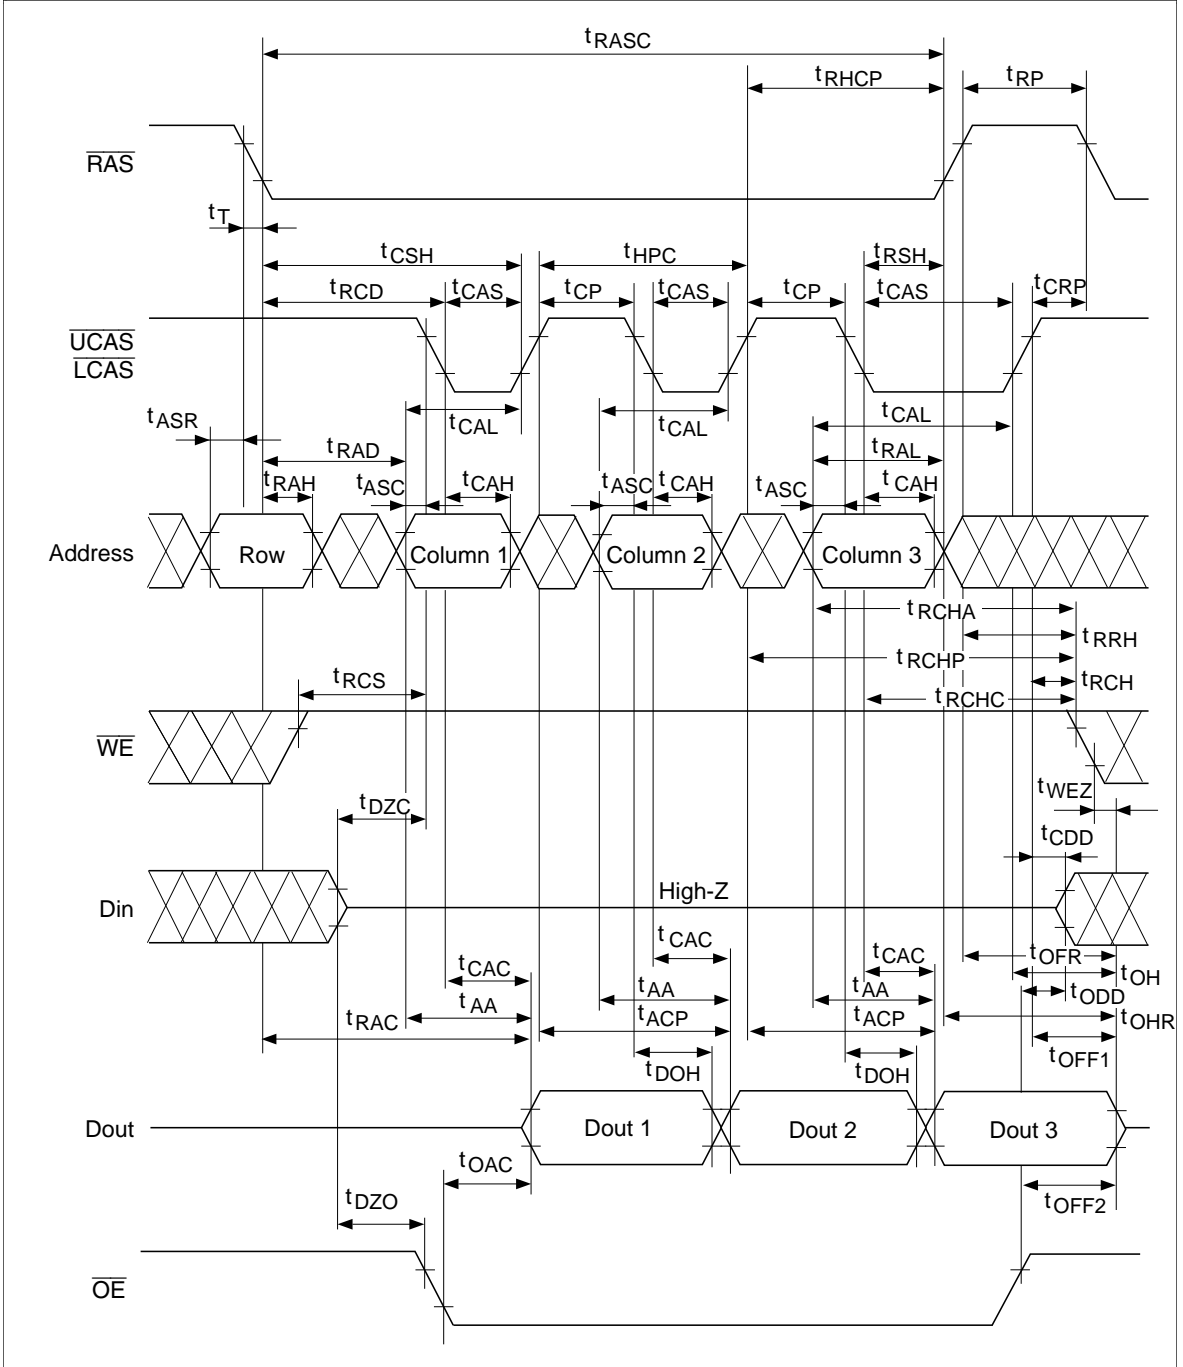 tRASC
tRHCP tRP
RAS
tT
tCSH tHPC tRSH
tRCD tCAS tCP tCAS tCP tCAS tCRP
UCAS
LCAS
tASR tCAL tCAL tCAL
tRAD tRAL
tRAH tASC tCAH tASC tCAH tASC tCAH
Address Row Column 1 Column 2 Column 3
tRCHA
tRRH
tRCHP
tRCS tRCH
tRCHC
WE
tWEZ
tDZC
tCDD
High-Z
Din
tCAC tOFR
tCAC tCAC tOH
tAA tAA tODD
tAA
tRAC tACP tACP tOHR
tOFF1
tDOH tDOH
Dout Dout 1 Dout 2 Dout 3
tOAC
tDZO tOFF2
OE